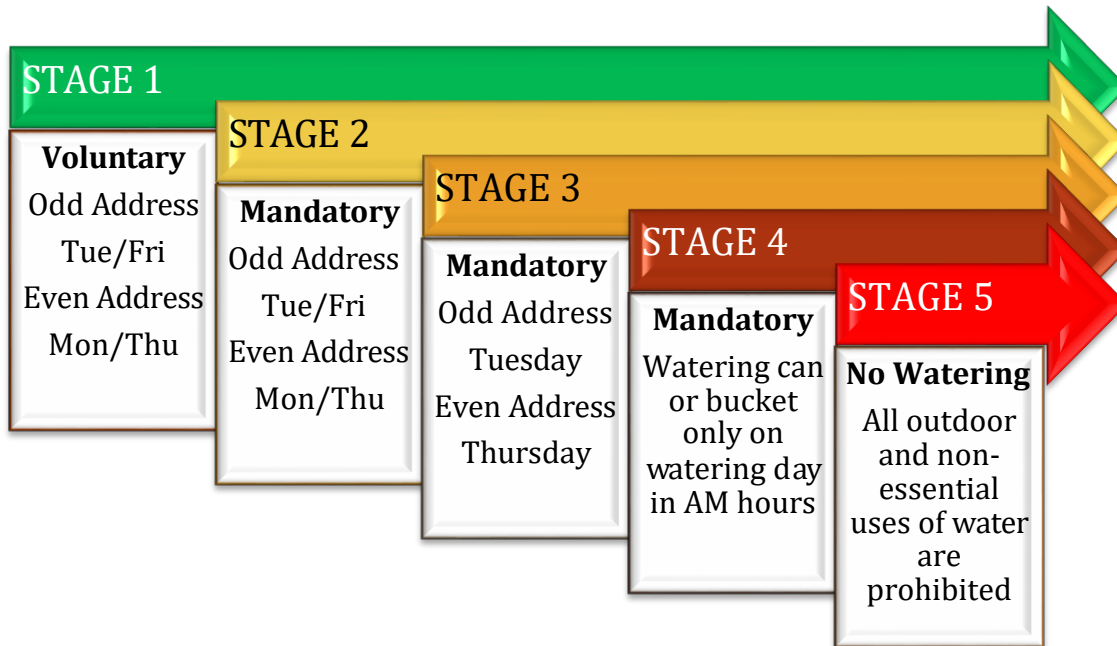 STAGE 1
Voluntary
Odd Address
Tue/Fri
Even Address
Mon/Thu
STAGE 2
Mandatory
Odd Address
Tue/Fri
Even Address
Mon/Thu
STAGE 3
Mandatory
Odd Address
Tuesday
Even Address
Thursday
STAGE 4
Mandatory
Watering can
or bucket
only on
watering day
in AM hours
STAGE 5
No Watering
All outdoor
and non-
essential
uses of water
are
prohibited